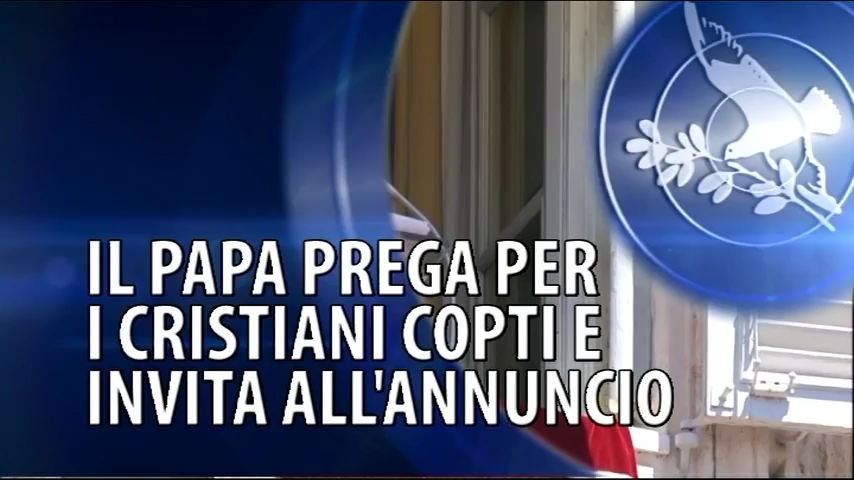 IL PAPA PREGA PER
I CRISTIANI COPTI E
INVITA ALL'ANNUNCIO